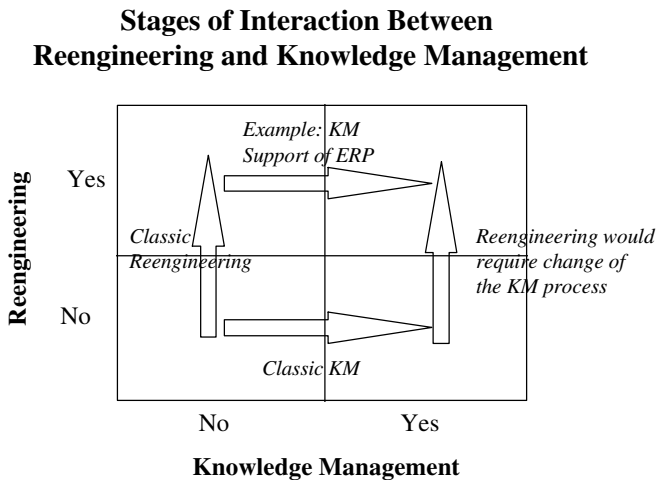 Stages of Interaction Between
Reengineering and Knowledge Management
Example: KM
Support of ERP
Reengineering
Yes
Classic
Reengineering
Reengineering would
require change of
the KM process
No
Classic KM
No
Yes
Knowledge Management